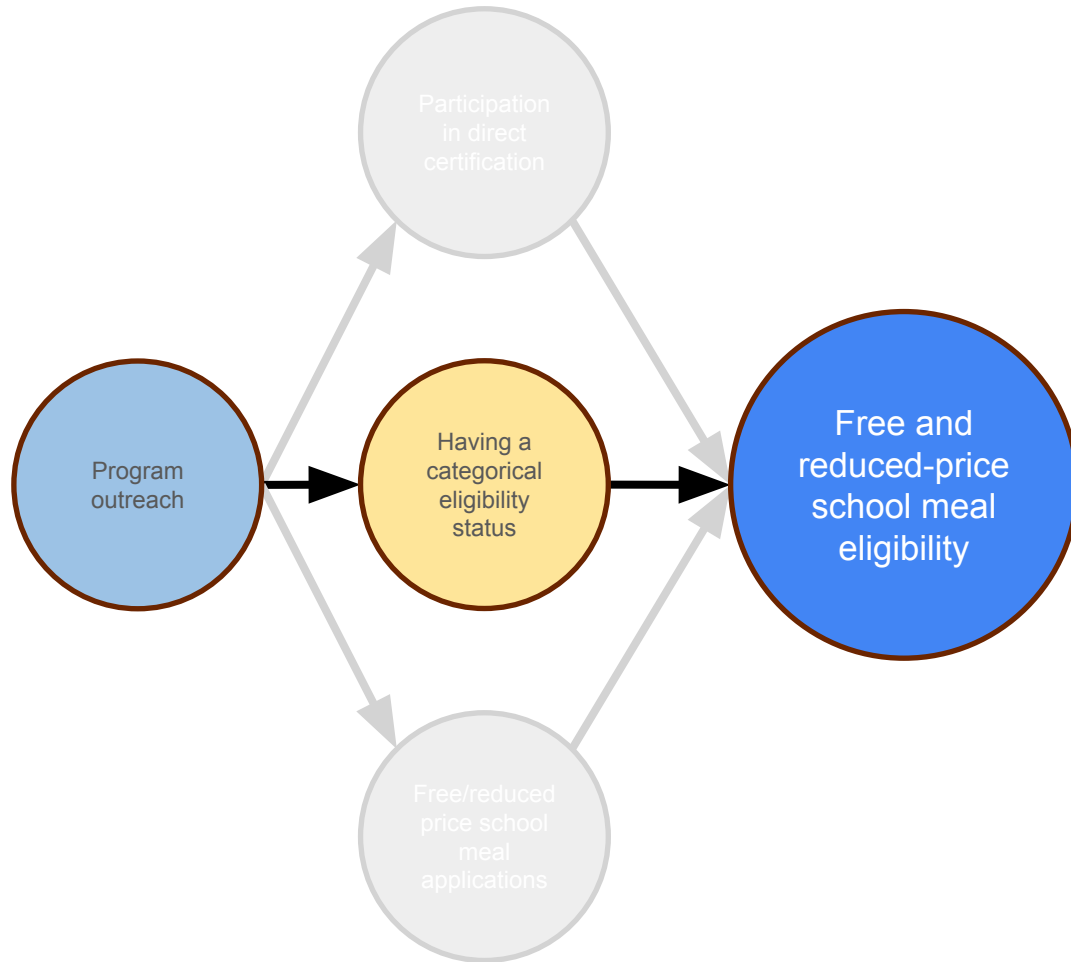 Participation
in direct
certification
Program
outreach
Having a
categorical
eligibility
status
Free and
reduced-price
school meal
eligibility
Free/reduced
price school
meal
applications